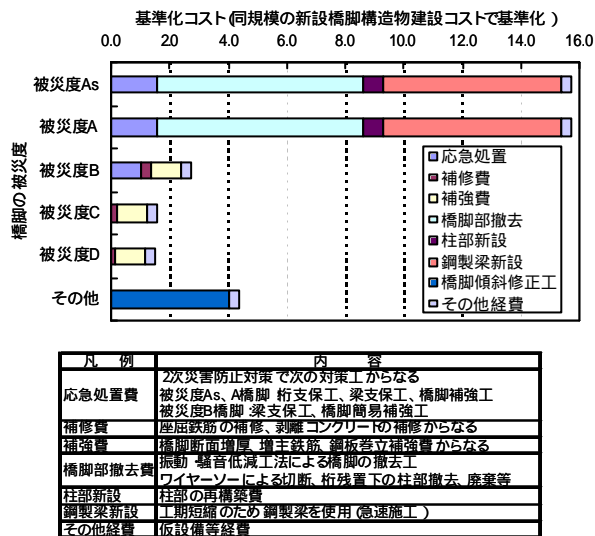 基準化コスト(同規模の新設橋脚構造物建設コストで基準化 )
0.0 2.0 4.0 6.0 8.0 10.0 12.0 14.0 16.0
橋脚の被災度
被災度As
被災度A
被災度B
被災度C
被災度D
その他
応急処置
補修費
補強費
橋脚部撤去
柱部新設
鋼製梁新設
橋脚傾斜修正工
その他経費
凡 例 内 容
応急処置費 2次災害防止対策で次の対策工からなる
被災度As、A橋脚:桁支保工、梁支保工、橋脚補強工
被災度B橋脚:梁支保工、橋脚簡易補強工
補修費 座屈鉄筋の補修、剥離コンクリートの補修からなる
補強費 橋脚断面増厚、増主鉄筋、鋼板巻立補強費からなる
橋脚部撤去費 振動・騒音低減工法による橋脚の撤去工
ワイヤーソーによる切断、桁残置下の柱部撤去、廃棄等
柱部新設 柱部の再構築費
鋼製梁新設 工期短縮のため鋼製梁を使用(急速施工 )
その他経費 仮設備等経費